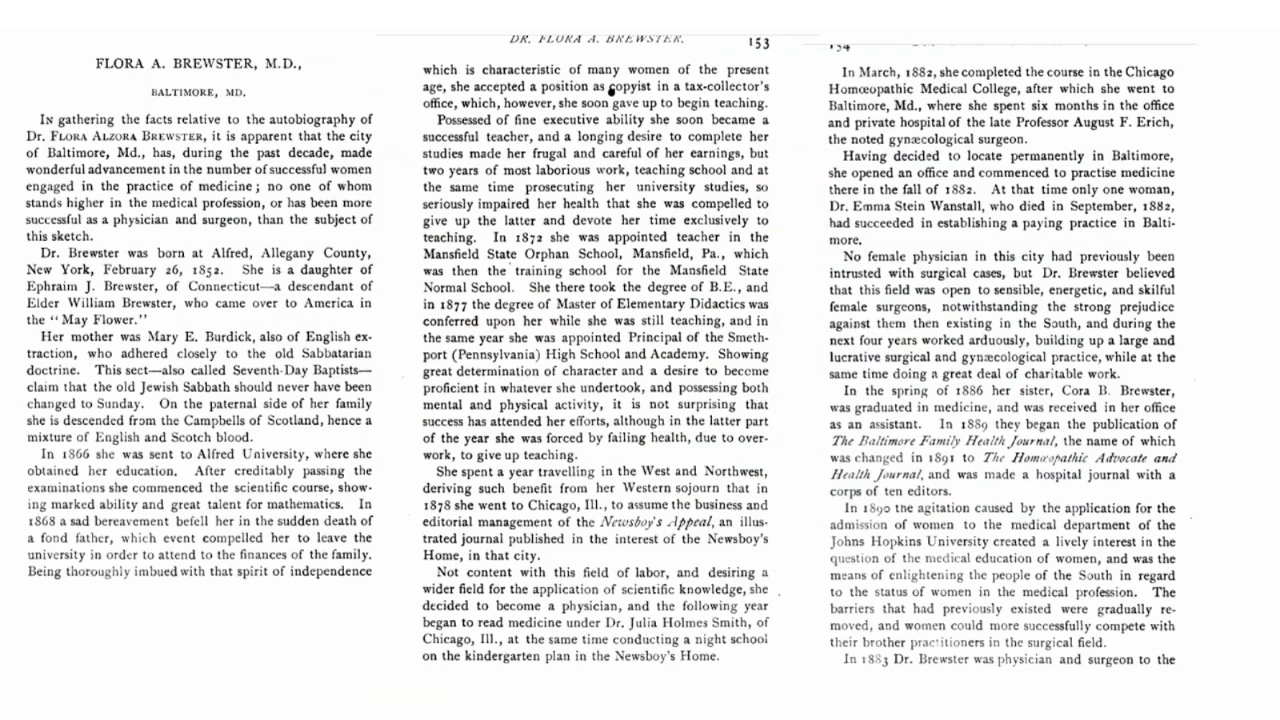 FLORA A. BREWSTER, M.D.,
BALTIMORE, MD.
IN gathering the facts relative to the autobiography of
Dr. FLORA ALZORA BREWSTER, it is apparent that the city
of Baltimore, Md., has, during the past decade, made
wonderful advancement in the number of successful women
engaged in the practice of medicine; no one of whom
stands higher in the medical profession, or has been more
successful as a physician and surgeon, than the subject of
this sketch.
Dr. Brewster was born at Alfred, Allegany County,
New York, February 26, 1852. She is a daughter of
Ephraim J. Brewster, of Connecticut—a descendant of
Elder William Brewster, who came over to America in
the "May Flower."
Her mother was Mary E. Burdick, also of English ex-
traction, who adhered closely to the old Sabbatarian
doctrine. This sect—also called Seventh-Day Baptists—
claim that the old Jewish Sabbath should never have been
changed to Sunday. On the paternal side of her family
she is descended from the Campbells of Scotland, hence a
mixture of English and Scotch blood.
In 1866 she was sent to Alfred University, where she
obtained her education. After creditably passing the
examinations she commenced the scientific course, show-
ing marked ability and great talent for mathematics. In
1868 a sad bereavement befell her in the sudden death of
a fond father, which event compelled her to leave the
university in order to attend to the finances of the family.
Being thoroughly imbued with that spirit of independence
DR. FLORA A. BREWSTER. 153
which is characteristic of many women of the present
age, she accepted a position as copyist in a tax-collector's
office, which, however, she soon gave up to begin teaching.
Possessed of fine executive ability she soon became a
successful teacher, and a longing desire to complete her
studies made her frugal and careful of her earnings, but
two years of most laborious work, teaching school and at
the same time prosecuting her university studies, so
seriously impaired her health that she was compelled to
give up the latter and devote her time exclusively to
teaching. In 1872 she was appointed teacher in the
Mansfield State Orphan School, Mansfield, Pa., which
was then the training school for the Mansfield State
Normal School. She there took the degree of B.E., and
in 1877 the degree of Master of Elementary Didactics was
conferred upon her while she was still teaching, and in
the same year she was appointed Principal of the Smeth-
port (Pennsylvania) High School and Academy. Showing
great determination of character and a desire to become
proficient in whatever she undertook, and possessing both
mental and physical activity, it is not surprising that
success has attended her efforts, although in the latter part
of the year she was forced by failing health, due to over-
work, to give up teaching.
She spent a year travelling in the West and Northwest,
deriving such benefit from her Western sojourn that in
1878 she went to Chicago, Ill., to assume the business and
editorial management of the Newsboy's Appeal, an illus-
trated journal published in the interest of the Newsboy's
Home, in that city.
Not content with this field of labor, and desiring a
wider field for the application of scientific knowledge, she
decided to become a physician, and the following year
began to read medicine under Dr. Julia Holmes Smith, of
Chicago, Ill., at the same time conducting a night school
on the kindergarten plan in the Newsboy's Home.
154
In March, 1882, she completed the course in the Chicago
Homœopathic Medical College, after which she went to
Baltimore, Md., where she spent six months in the office
and private hospital of the late Professor August F. Erich,
the noted gynæcological surgeon.
Having decided to locate permanently in Baltimore,
she opened an office and commenced to practise medicine
there in the fall of 1882. At that time only one woman,
Dr. Emma Stein Wanstall, who died in September, 1882,
had succeeded in establishing a paying practice in Balti-
more.
No female physician in this city had previously been
intrusted with surgical cases, but Dr. Brewster believed
that this field was open to sensible, energetic, and skilful
female surgeons, notwithstanding the strong prejudice
against them then existing in the South, and during the
next four years worked arduously, building up a large and
lucrative surgical and gynæcological practice, while at the
same time doing a great deal of charitable work.
In the spring of 1886 her sister, Cora B. Brewster,
was graduated in medicine, and was received in her office
as an assistant. In 1889 they began the publication of
The Baltimore Family Health Journal, the name of which
was changed in 1891 to The Homœopathic Advocate and
Health Journal, and was made a hospital journal with a
corps of ten editors.
In 1890 the agitation caused by the application for the
admission of women to the medical department of the
Johns Hopkins University created a lively interest in the
question of the medical education of women, and was the
means of enlightening the people of the South in regard
to the status of women in the medical profession. The
barriers that had previously existed were gradually re-
moved, and women could more successfully compete with
their brother practitioners in the surgical field.
In 1883 Dr. Brewster was physician and surgeon to the